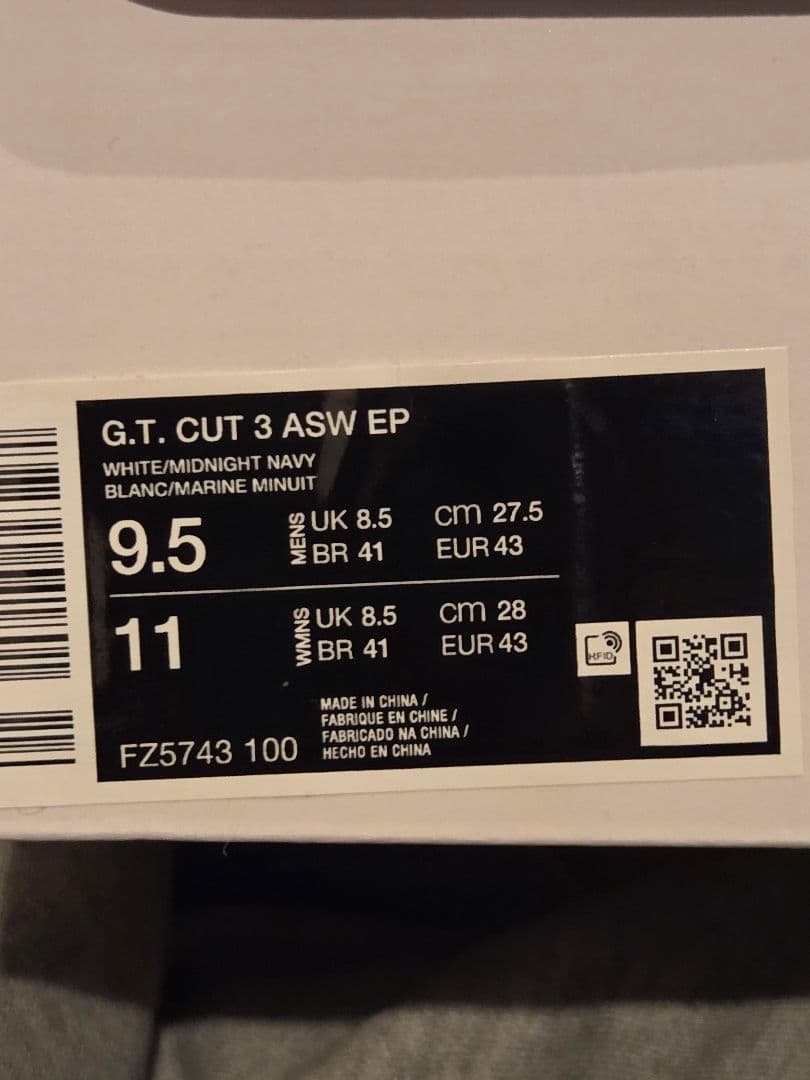 G.T. CUT 3 ASW EP
WHITE/MIDNIGHT NAVY
BLANC/MARINE MINUIT
9.5 MENS UK 8.5 cm 27.5
BR 41 EUR 43
11 WMNS UK 8.5 cm 28
BR 41 EUR 43
RFID
MADE IN CHINA /
FABRIQUE EN CHINE /
FABRICADO NA CHINA /
HECHO EN CHINA
FZ5743 100